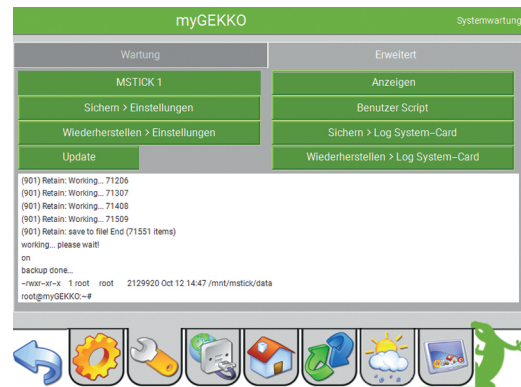 myGEKKO
Systemwartung
Wartung
Erweitert
MSTICK 1
Anzeigen
Sichern > Einstellungen
Benutzer Script
Wiederherstellen > Einstellungen
Sichern > Log System–Card
Update
Wiederherstellen > Log System–Card
(901) Retain: Working... 71206
(901) Retain: Working... 71307
(901) Retain: Working... 71408
(901) Retain: Working... 71509
(901) Retain: save to file! End (71551 items)
working... please wait!
on
backup done...
–rwxr–xr–x 1 root root 2129920 Oct 12 14:47 /mnt/mstick/data
root@myGEKKO:~#